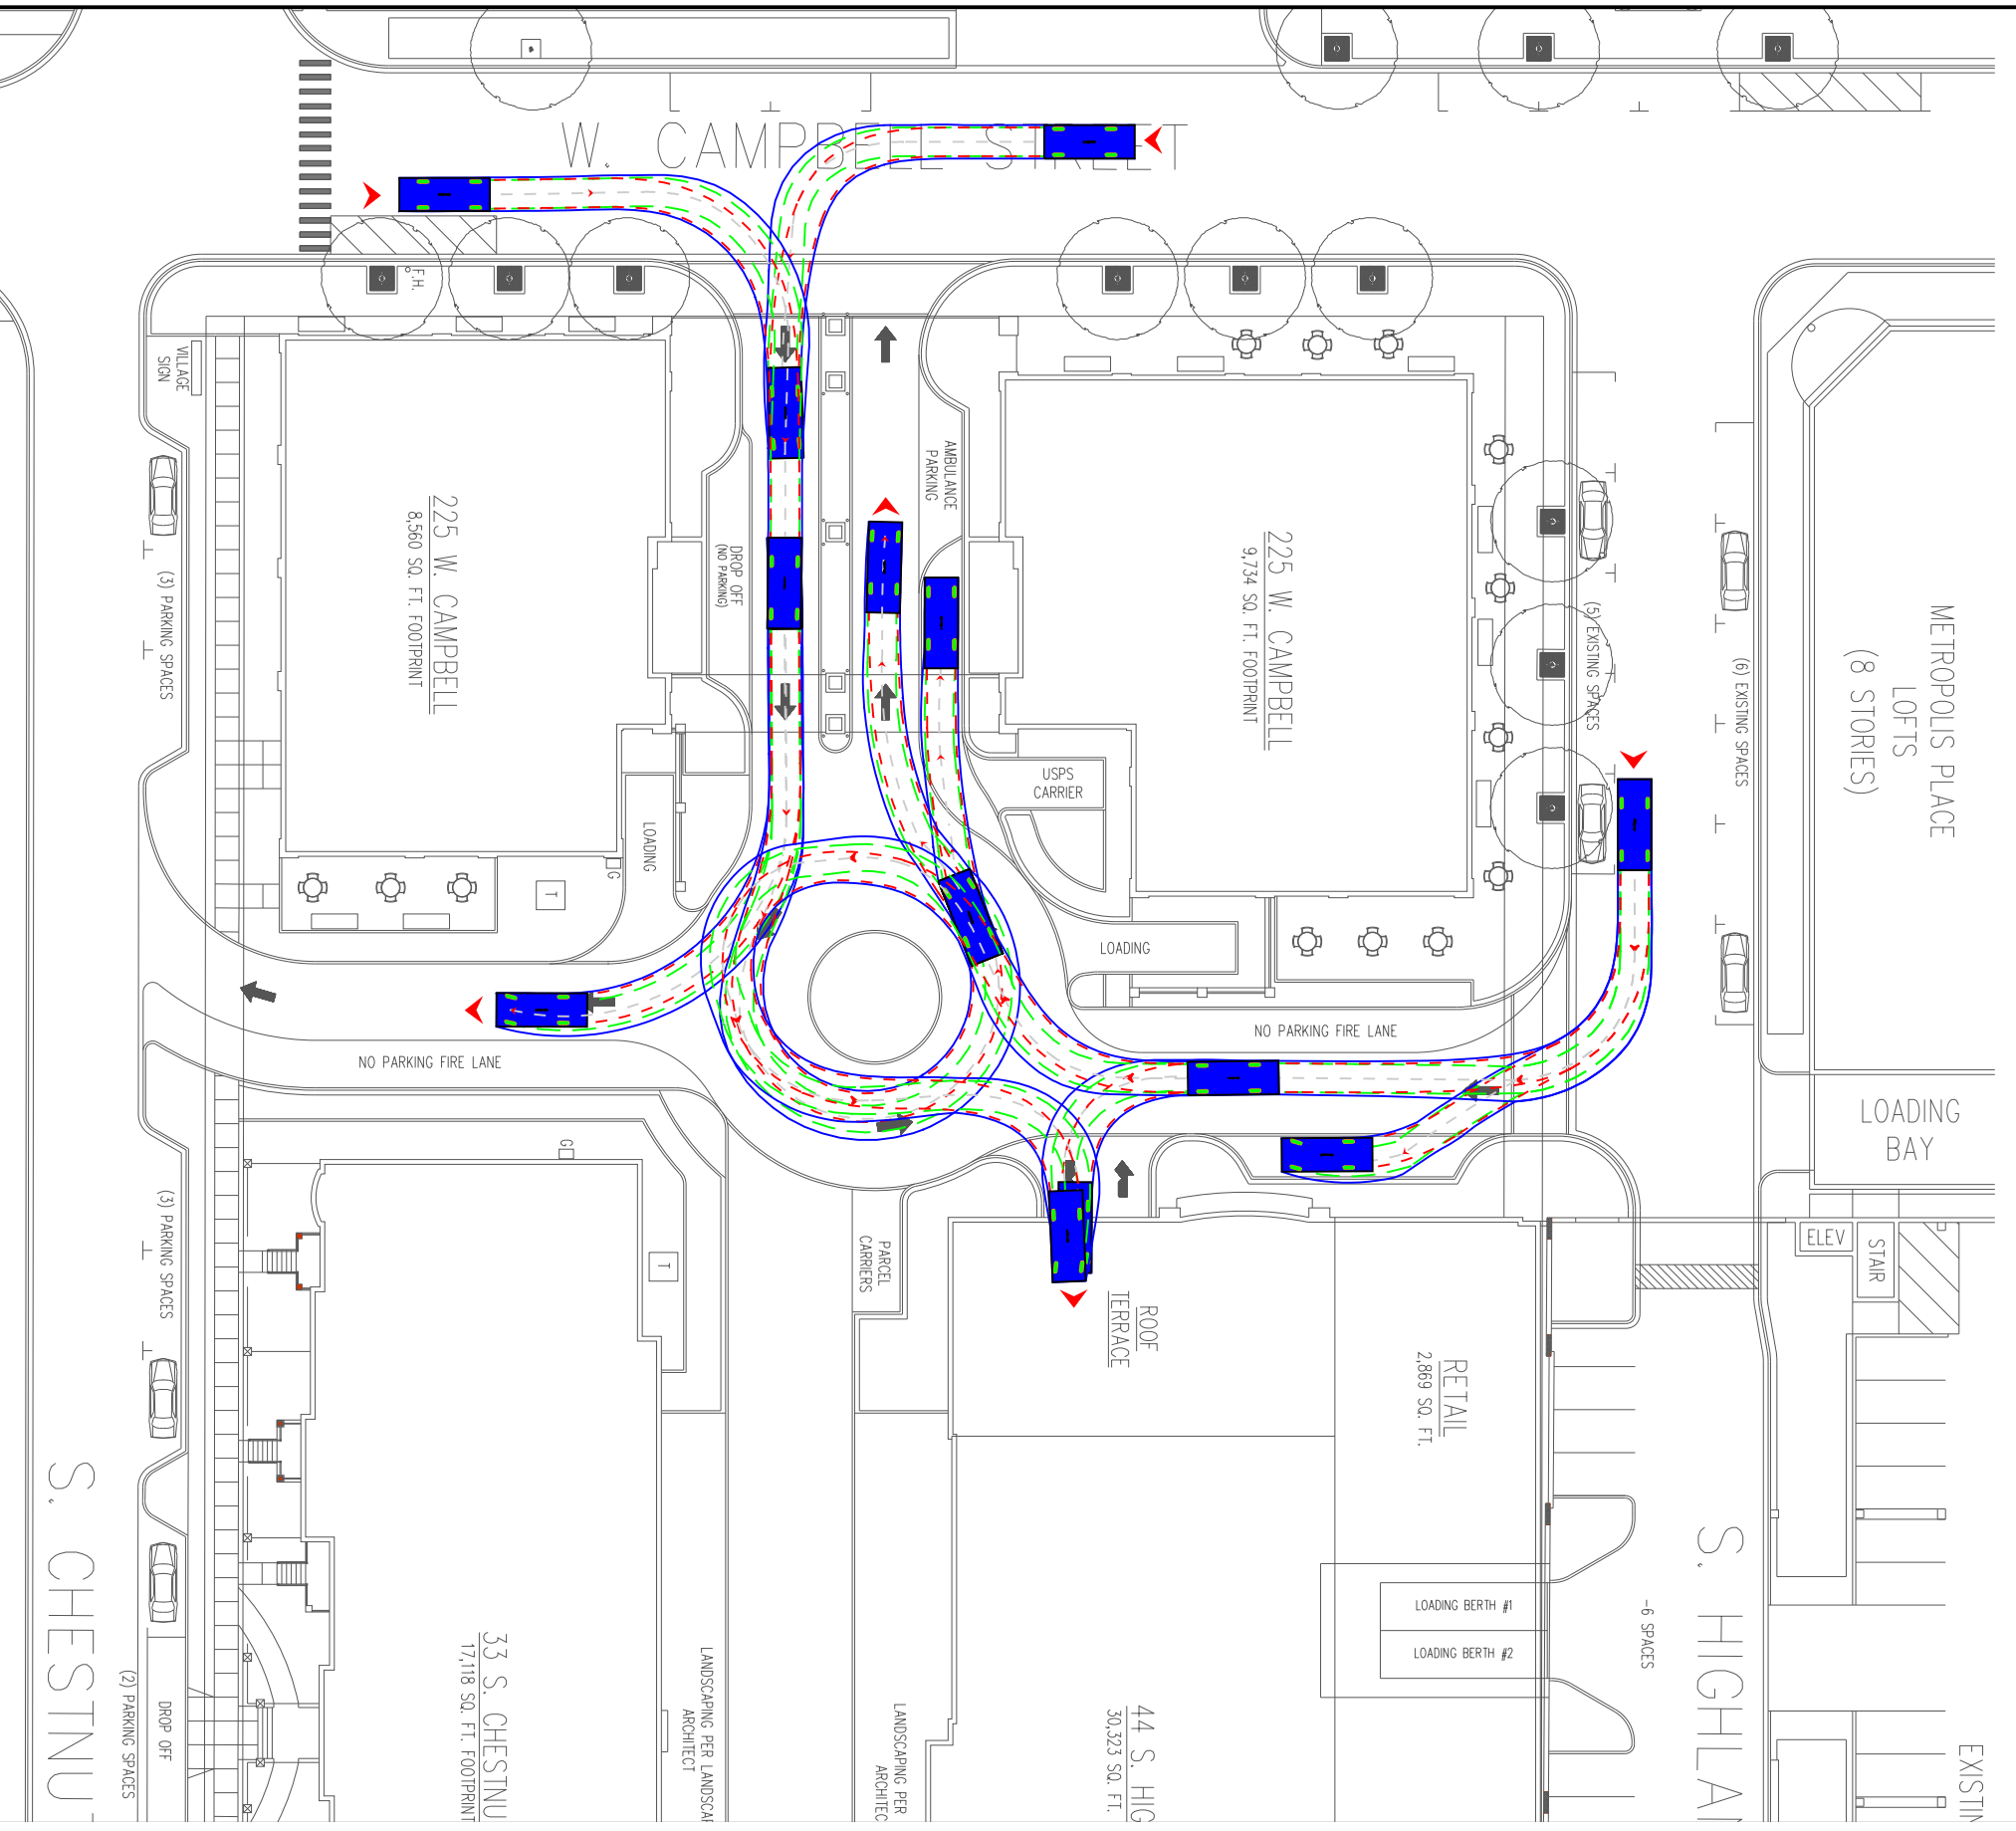 W. CAMPBELL STREET
F.H.
VILLAGE
SIGN
AMBULANCE
PARKING
225 W. CAMPBELL
8,560 SQ. FT. FOOTPRINT
DROP OFF
(NO PARKING)
225 W. CAMPBELL
9,734 SQ. FT. FOOTPRINT
(3) PARKING SPACES
(5) EXISTING SPACES
(6) EXISTING SPACES
METROPOLIS PLACE
LOFTS
(8 STORIES)
USPS
CARRIER
LOADING
G
T
LOADING
NO PARKING FIRE LANE
NO PARKING FIRE LANE
LOADING
BAY
G
T
(3) PARKING SPACES
PARCEL
CARRIERS
ROOF
TERRACE
RETAIL
2,869 SQ. FT.
ELEV
STAIR
S. CHESTNUT
S. HIGHLAN
LOADING BERTH #1
LOADING BERTH #2
-6 SPACES
33 S. CHESTNU
17,118 SQ. FT. FOOTPRINT
LANDSCAPING PER LANDSCAP
ARCHITECT
LANDSCAPING PER
ARCHITEC
44 S. HIG
30,323 SQ. FT.
DROP OFF
(2) PARKING SPACES
EXISTIN